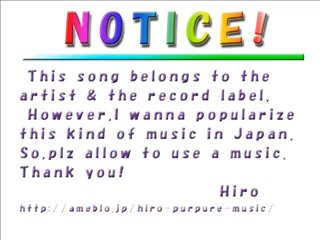 NOTICE!
This song belongs to the
artist & the record label.
However,I wanna popularize
this kind of music in Japan.
So,plz allow to use a music.
Thank you!
Hiro
http://ameblo.jp/hiro-purpure-music/